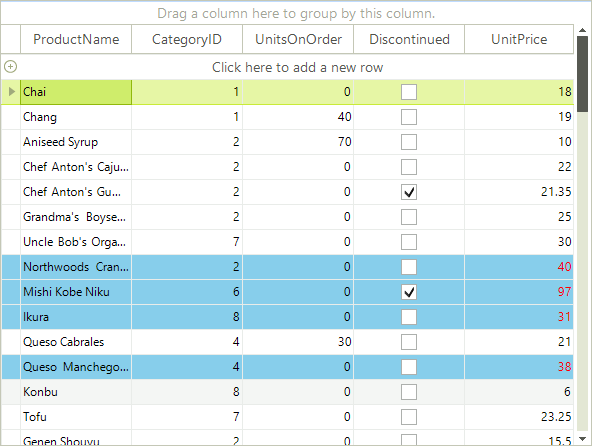 Drag a column here to group by this column.
ProductName CategoryID UnitsOnOrder Discontinued UnitPrice
Click here to add a new row
Chai 1 0 18
Chang 1 40 19
Aniseed Syrup 2 70 10
Chef Anton's Caju... 2 0 22
Chef Anton's Gu... 2 0 21.35
Grandma's Boyse... 2 0 25
Uncle Bob's Orga... 7 0 30
Northwoods Cran... 2 0 40
Mishi Kobe Niku 6 0 97
Ikura 8 0 31
Queso Cabrales 4 30 21
Queso Manchego... 4 0 38
Konbu 8 0 6
Tofu 7 0 23.25
Genen Shouyu 2 0 15.5